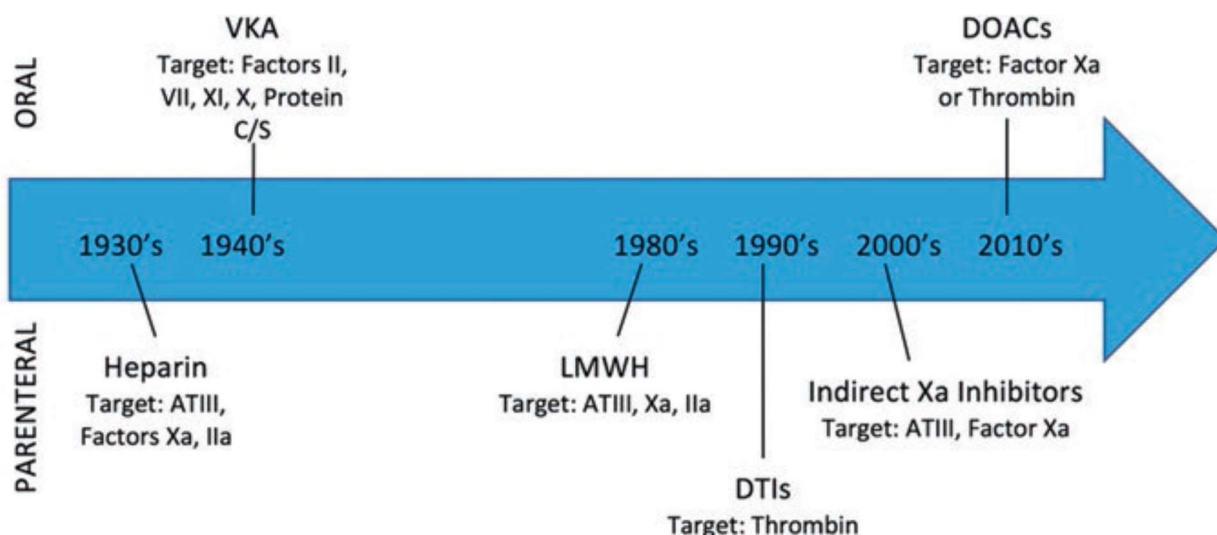 ORAL
VKA
Target: Factors II,
VII, XI, X, Protein
C/S
DOACs
Target: Factor Xa
or Thrombin
1930's
1940's
1980's
1990's
2000's
2010's
PARENTERAL
Heparin
Target: ATIII,
Factors Xa, IIa
LMWH
Target: ATIII, Xa, IIa
DTIs
Target: Thrombin
Indirect Xa Inhibitors
Target: ATIII, Factor Xa